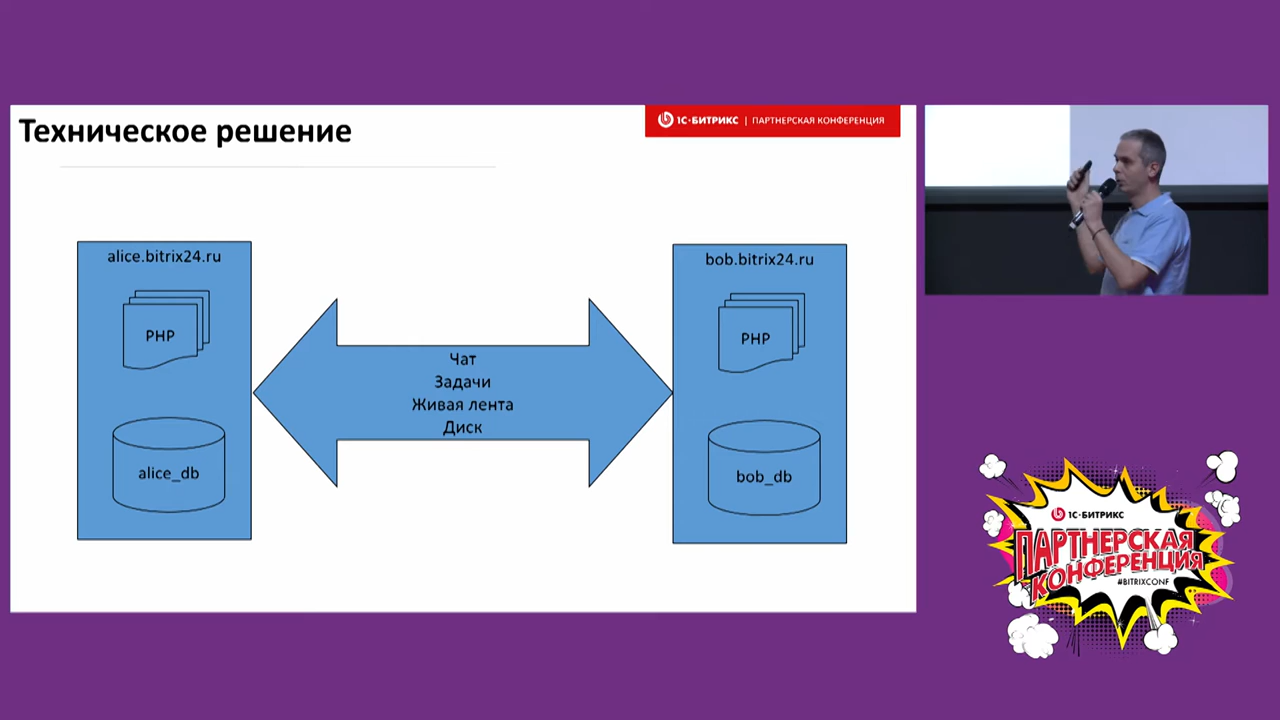 Техническое решение
1С·БИТРИКС | ПАРТНЕРСКАЯ КОНФЕРЕНЦИЯ
alice.bitrix24.ru
PHP
alice_db
Чат
Задачи
Живая лента
Диск
bob.bitrix24.ru
PHP
bob_db
1С·БИТРИКС
ПАРТНЕРСКАЯ
КОНФЕРЕНЦИЯ
#BITRIXCONF